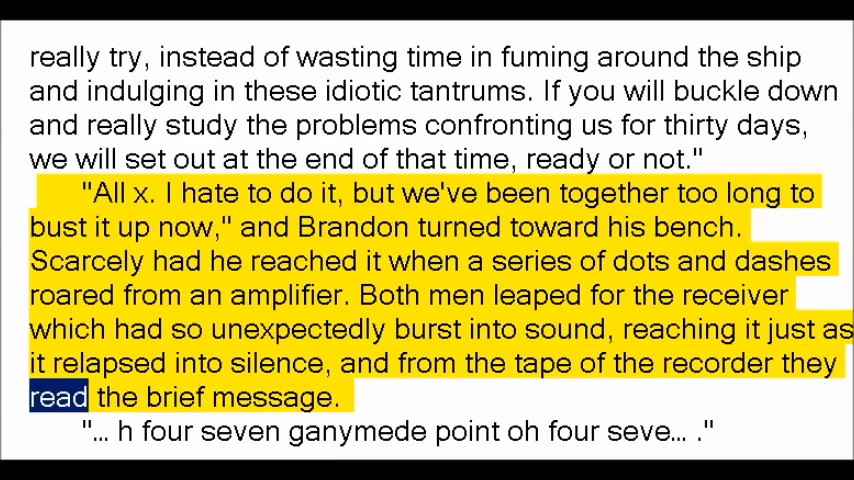 really try, instead of wasting time in fuming around the ship
and indulging in these idiotic tantrums. If you will buckle down
and really study the problems confronting us for thirty days,
we will set out at the end of that time, ready or not."
"All x. I hate to do it, but we've been together too long to
bust it up now," and Brandon turned toward his bench.
Scarcely had he reached it when a series of dots and dashes
roared from an amplifier. Both men leaped for the receiver
which had so unexpectedly burst into sound, reaching it just as
it relapsed into silence, and from the tape of the recorder they
read the brief message.
"... h four seven ganymede point oh four seve... ."